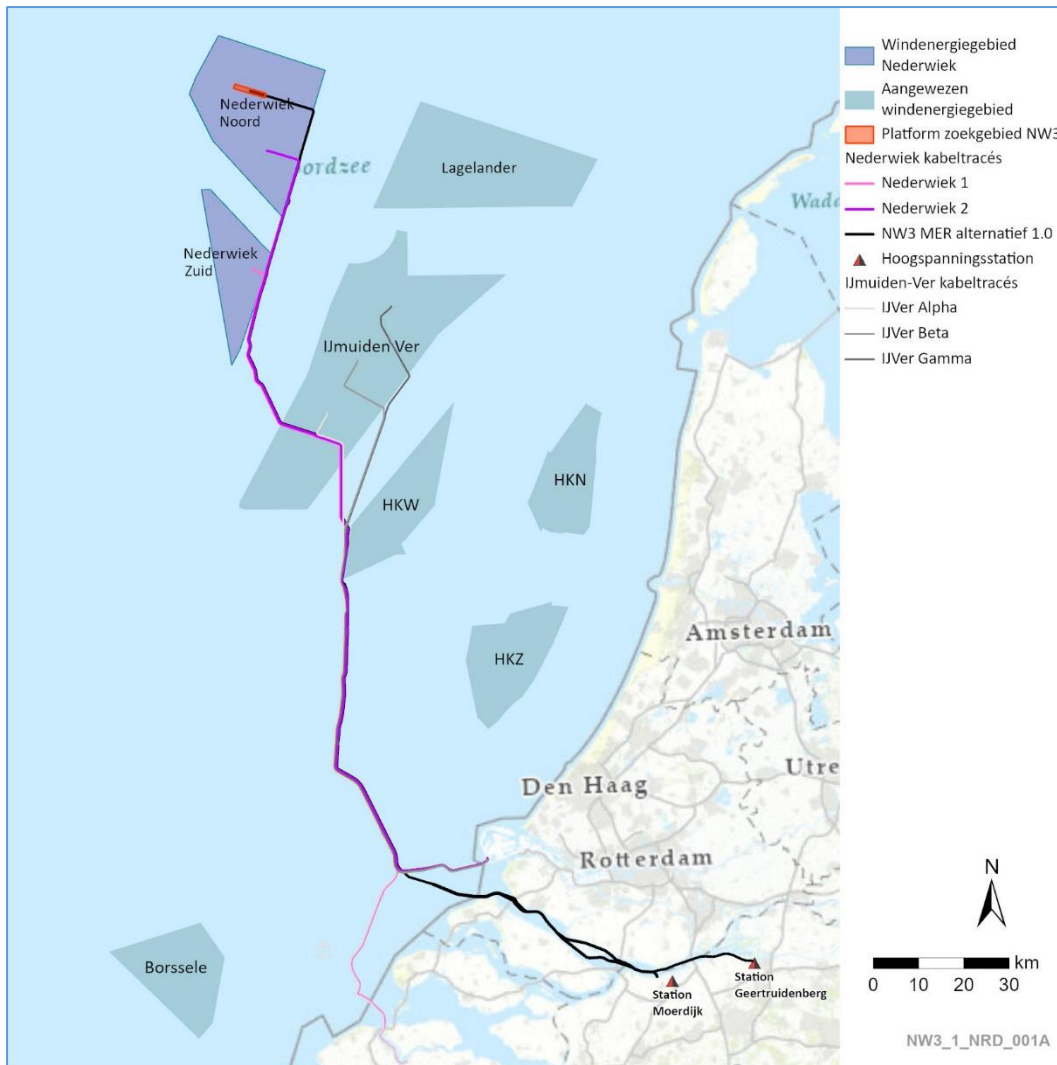 Nederwiek
Noord
oordzee
Lagelander
Wadd
Nederwiek
Zuid
IJmuiden Ver
HKW
HKN
HKZ
Amsterdam
Utre
Den Haag
Rotterdam
Borssele
Station
Moerdijk
Station
Geertruidenberg
Windenergiegebied
Nederwiek
Aangewezen
windenergiegebied
Platform zoekgebied NW3
Nederwiek kabeltracés
Nederwiek 1
Nederwiek 2
NW3 MER alternatief 1.0
Hoogspanningsstation
IJmuiden-Ver kabeltracés
IJVer Alpha
IJVer Beta
IJVer Gamma
N
km
0 10 20 30
NW3_1_NRD_001A